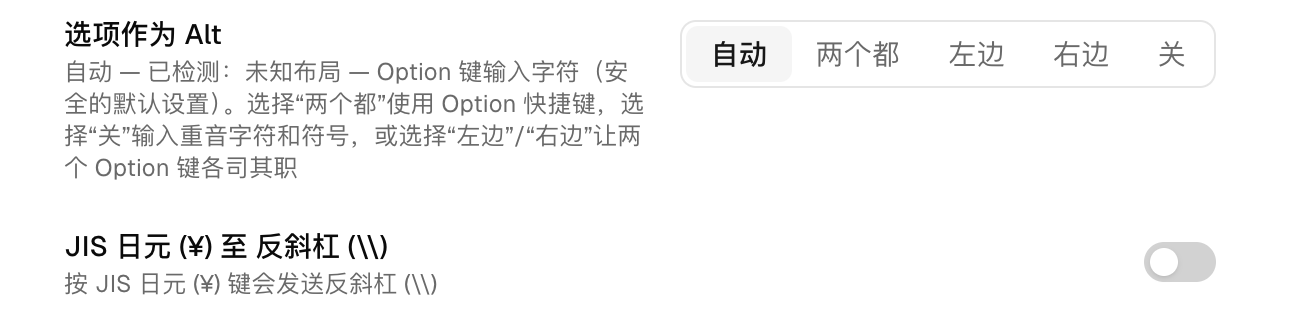 选项作为 Alt
自动 — 已检测：未知布局 — Option 键输入字符（安
全的默认设置）。选择“两个都”使用 Option 快捷键，选
择“关”输入重音字符和符号，或选择“左边”/“右边”让两
个 Option 键各司其职
自动 两个都 左边 右边 关
JIS 日元 (¥) 至 反斜杠 (\\)
按 JIS 日元 (¥) 键会发送反斜杠 (\\)